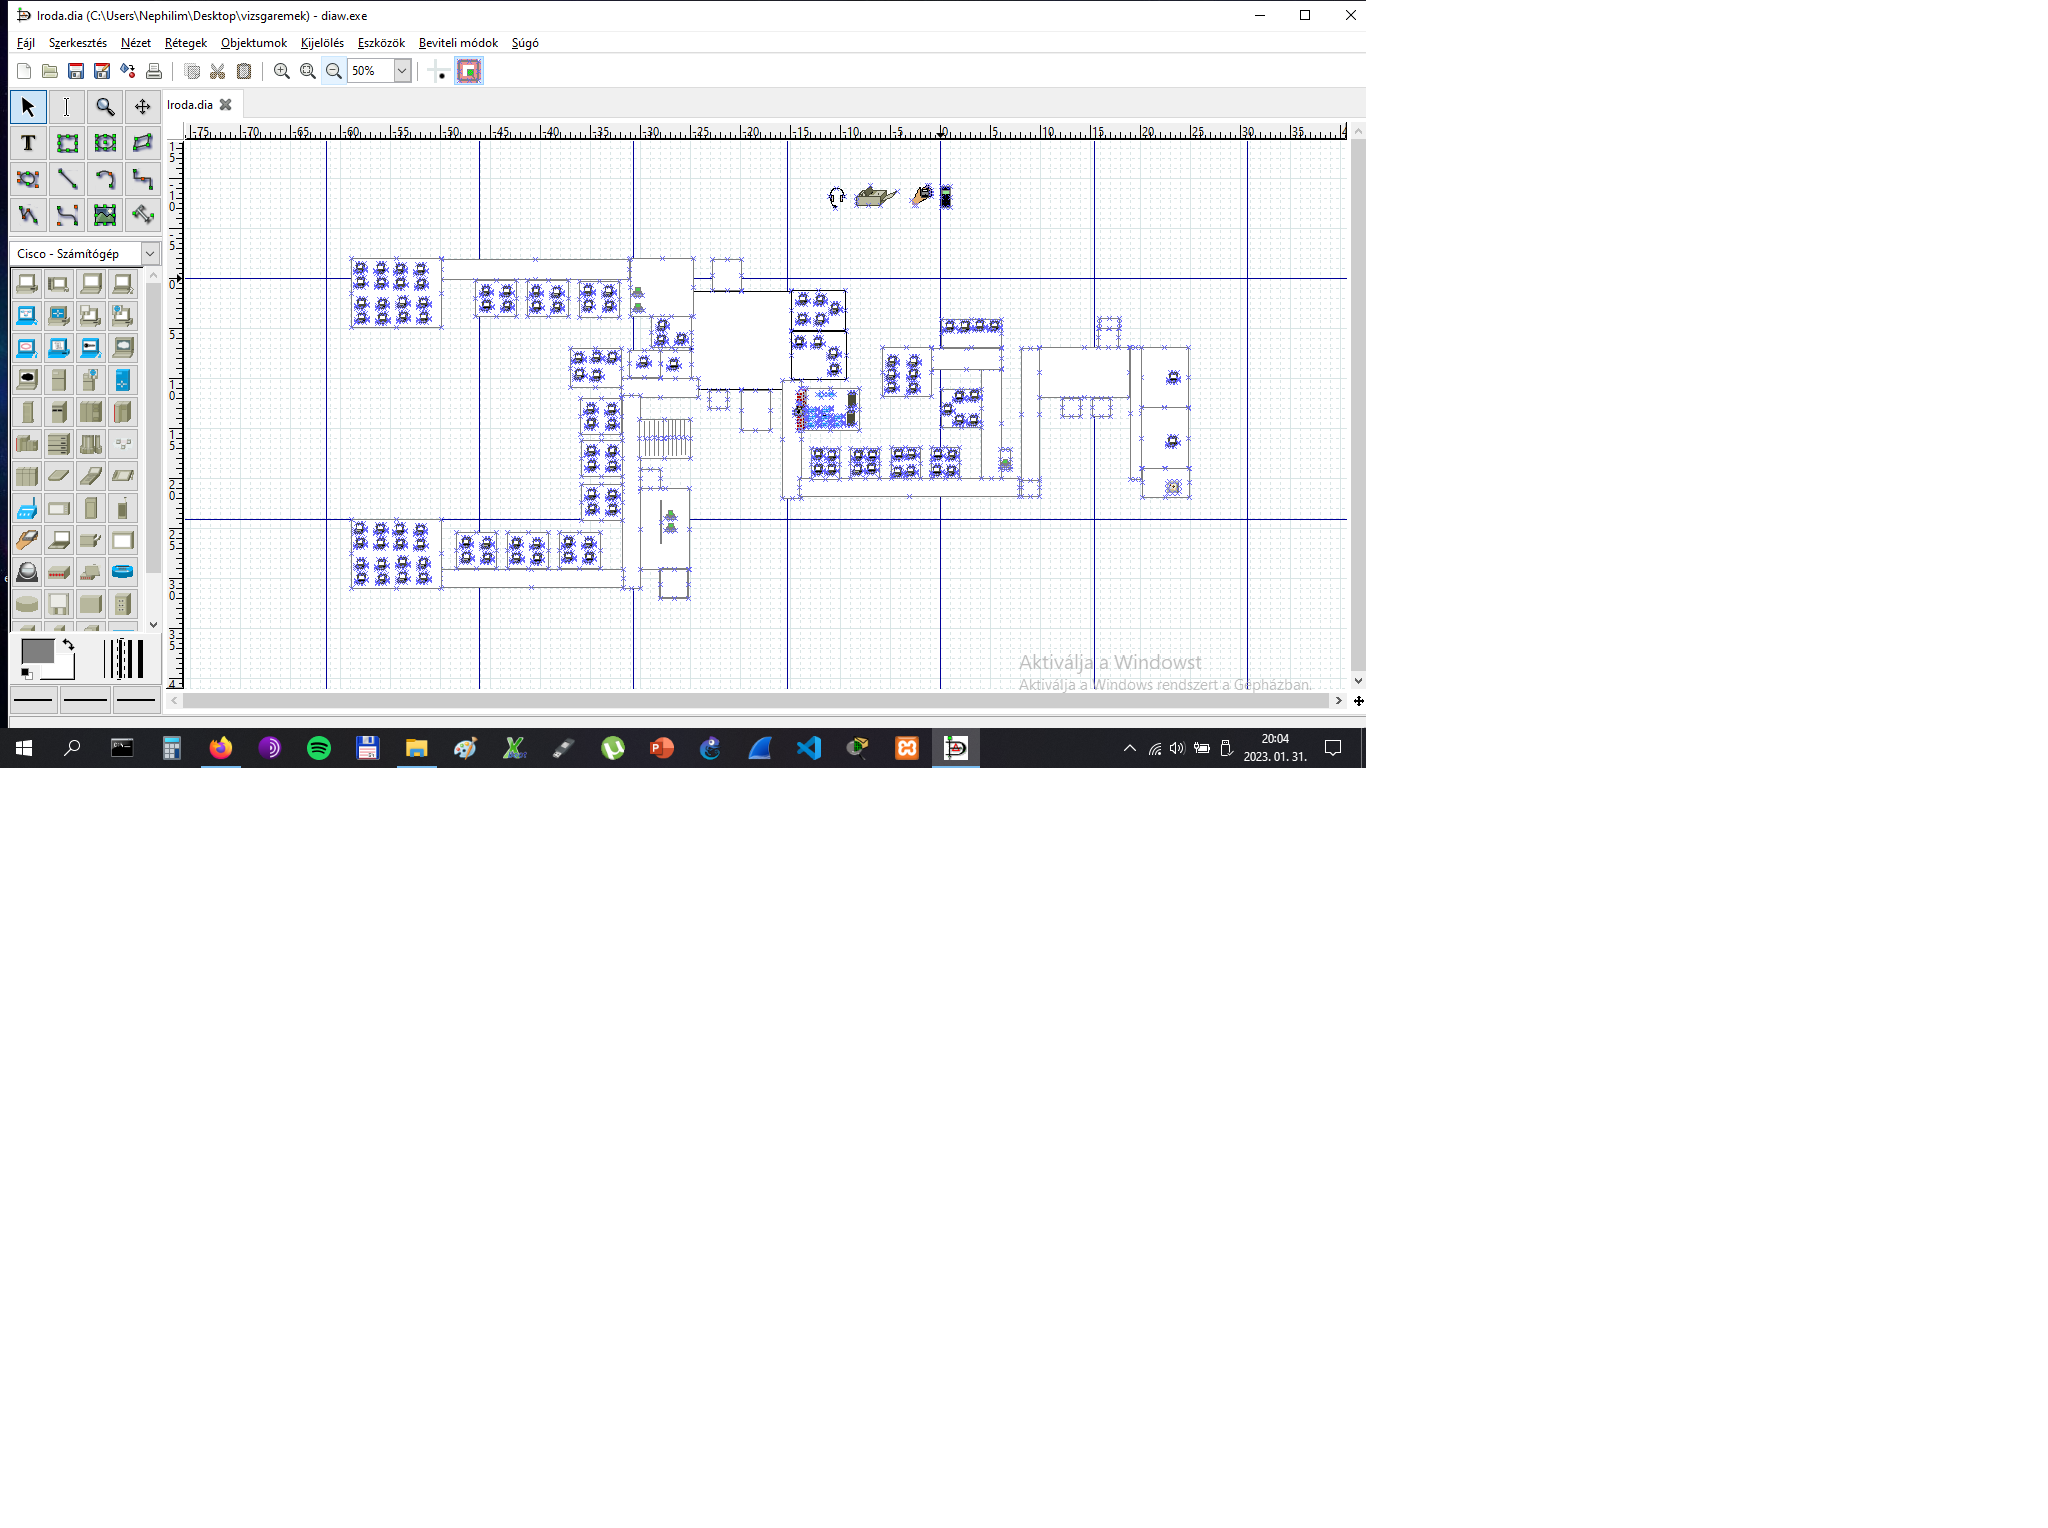 Iroda.dia (C:\Users\Nephilim\Desktop\vizsgaremek) - diaw.exe
Fájl Szerkesztés Nézet Rétegek Objektumok Kijelölés Eszközök Beviteli módok Súgó
50%
Iroda.dia
-75 -70 -65 -60 -55 -50 -45 -40 -35 -30 -25 -20 -15 -10 -5 0 5 10 15 20 25 30 35 4
T
Cisco - Számítógép
Aktiválja a Windowst
Aktiválja a Windows rendszert a Gépházban.
20:04
2023. 01. 31.